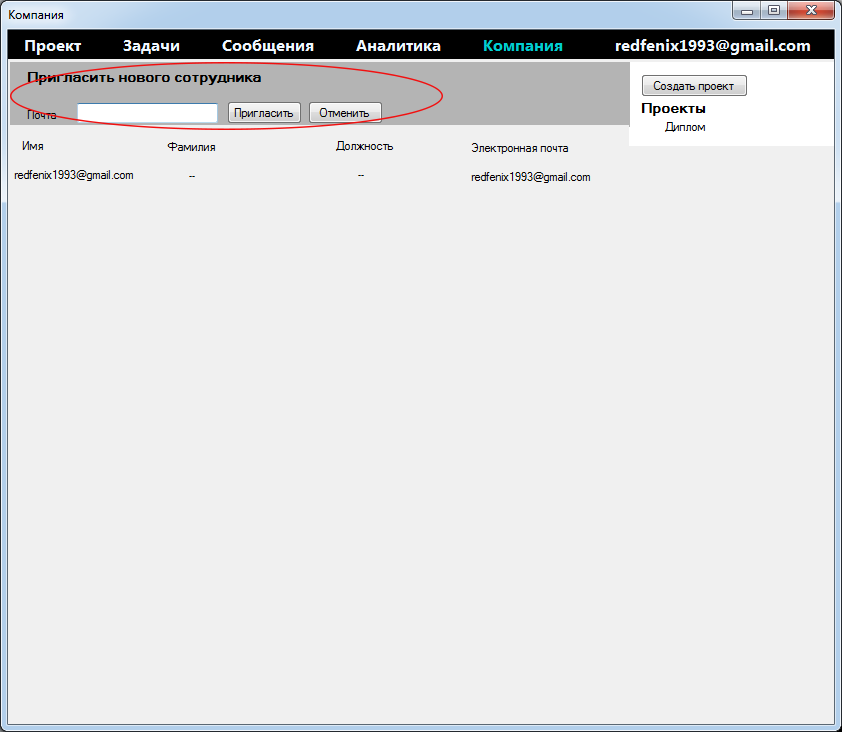 Компания
Проект Задачи Сообщения Аналитика Компания redfenix1993@gmail.com
Пригласить нового сотрудника
Почта Пригласить Отменить
Создать проект
Проекты
Диплом
Имя Фамилия Должность Электронная почта
redfenix1993@gmail.com -- -- redfenix1993@gmail.com